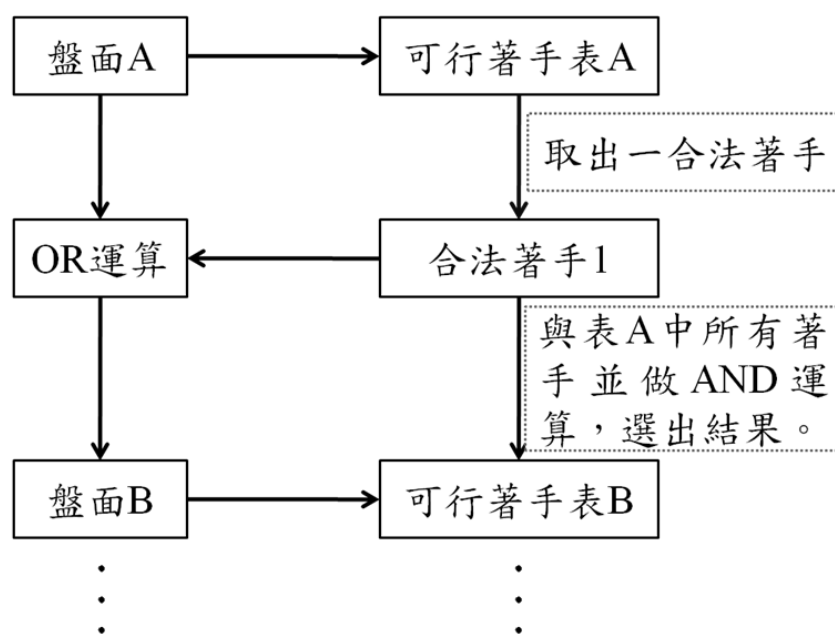 盤面A
可行著手表A
取出一合法著手
OR運算
合法著手1
與表A中所有著
手並做AND運
算，選出結果。
盤面B
可行著手表B